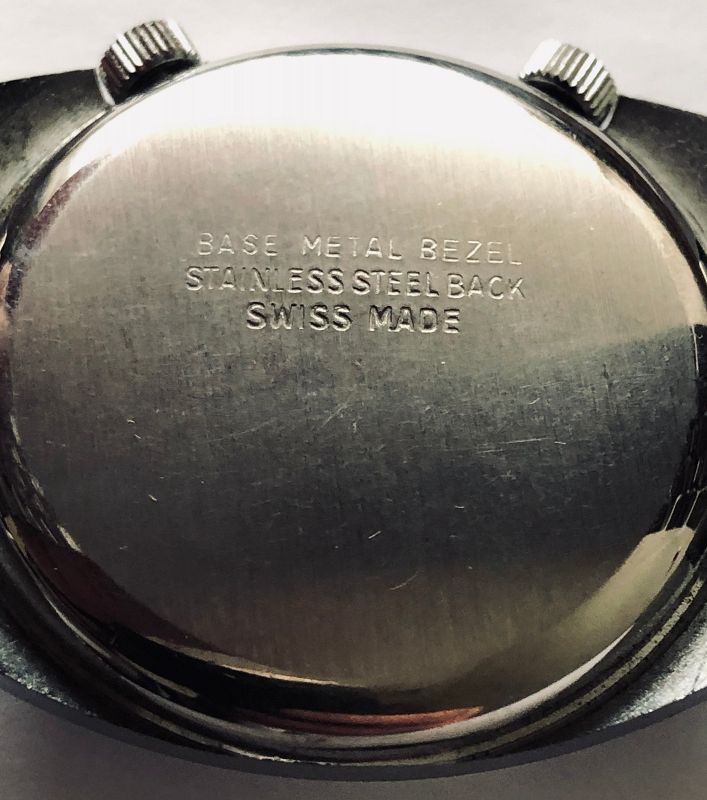 BASE METAL BEZEL
STAINLESS STEEL BACK
SWISS MADE